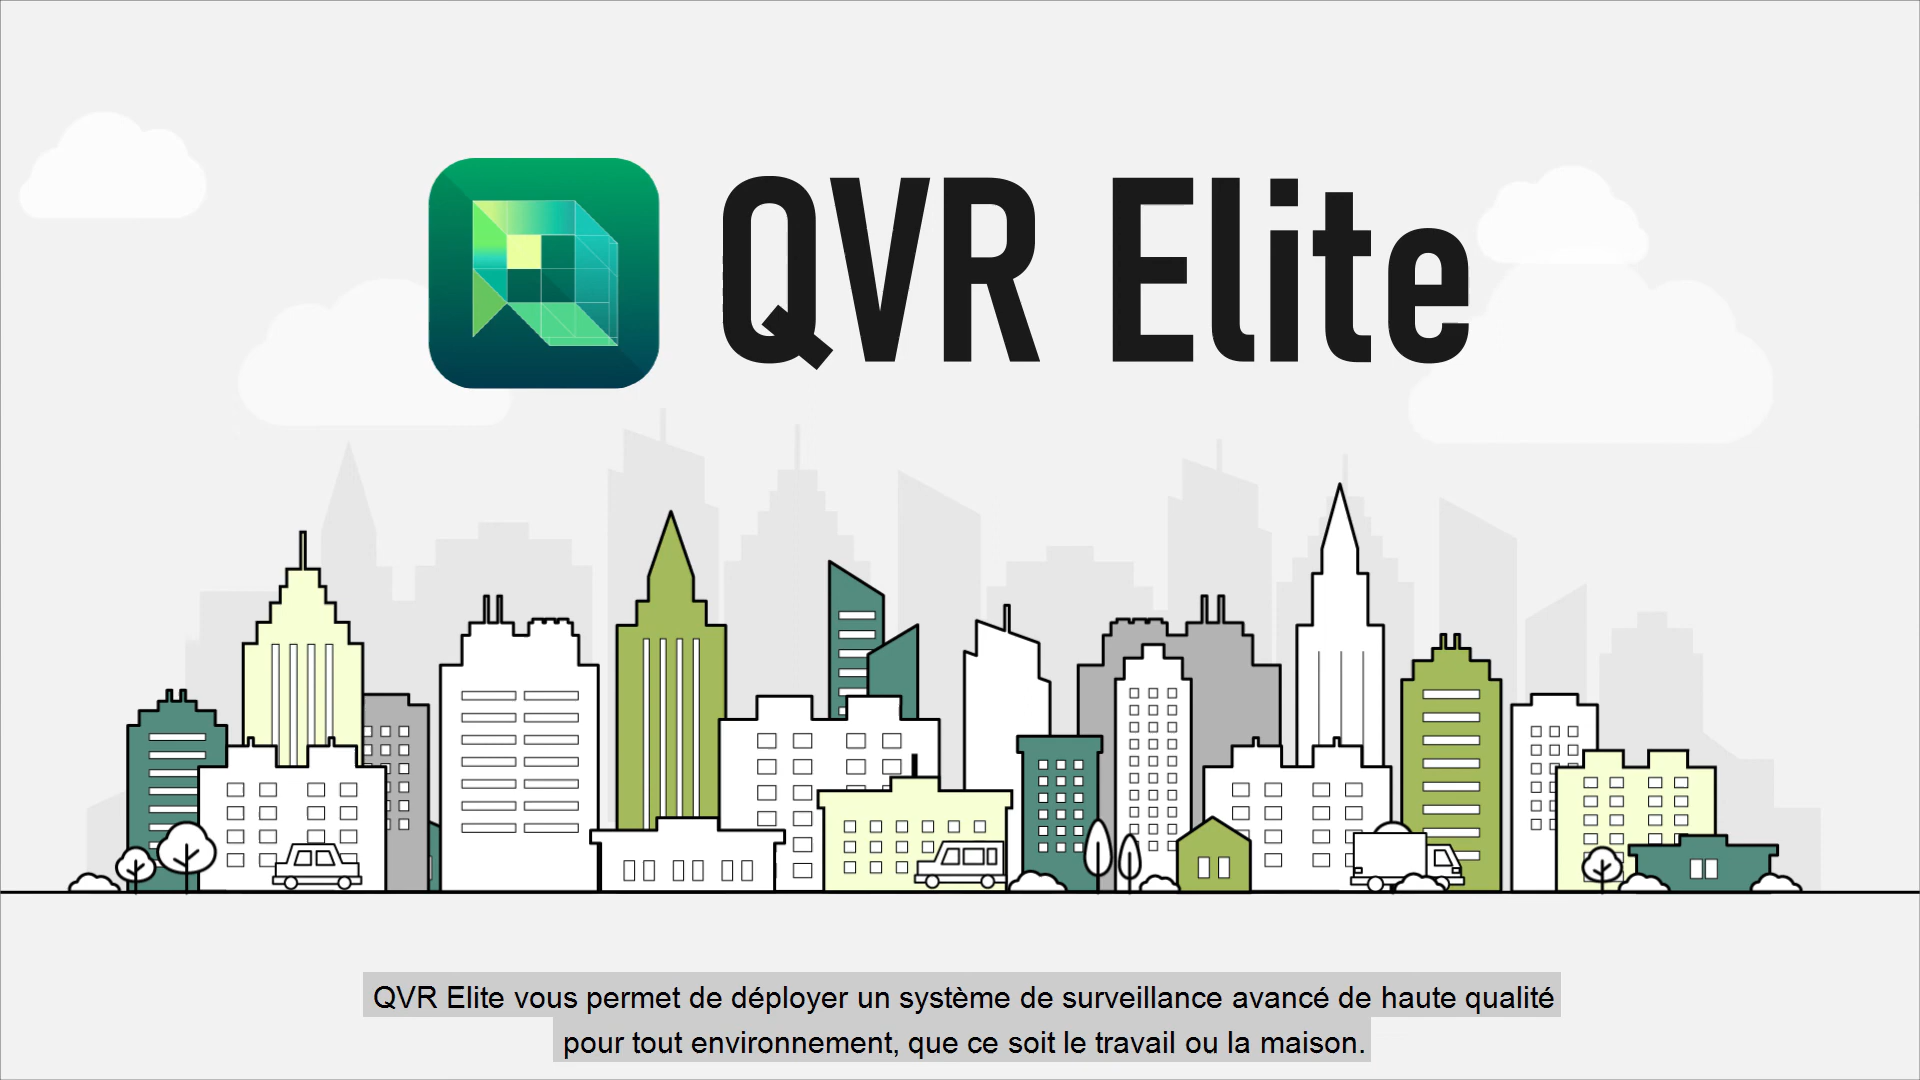 QVR Elite
QVR Elite vous permet de déployer un système de surveillance avancé de haute qualité
pour tout environnement, que ce soit le travail ou la maison.